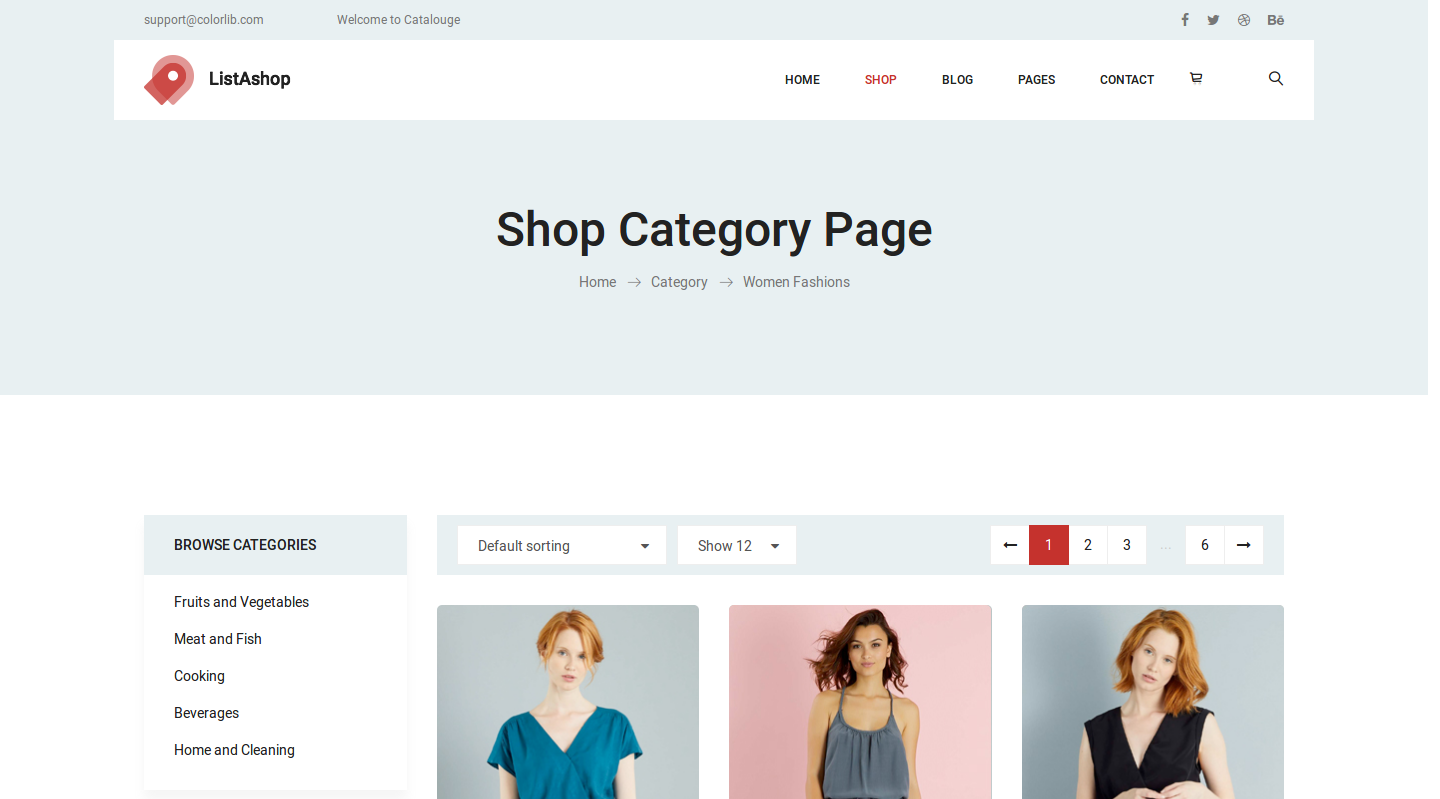 support@colorlib.com Welcome to Catalouge
ListAshop HOME SHOP BLOG PAGES CONTACT
Shop Category Page
Home Category Women Fashions
BROWSE CATEGORIES
Default sorting Show 12 1 2 3 ... 6
Fruits and Vegetables
Meat and Fish
Cooking
Beverages
Home and Cleaning